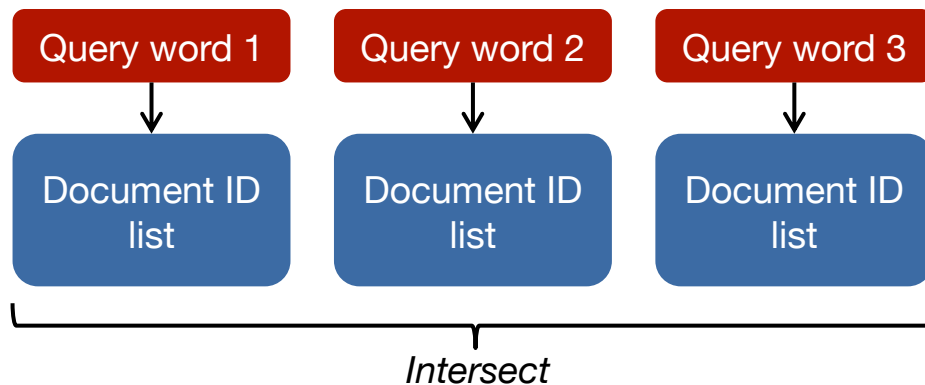 Query word 1
Query word 2
Query word 3
Document ID
list
Document ID
list
Document ID
list
Intersect